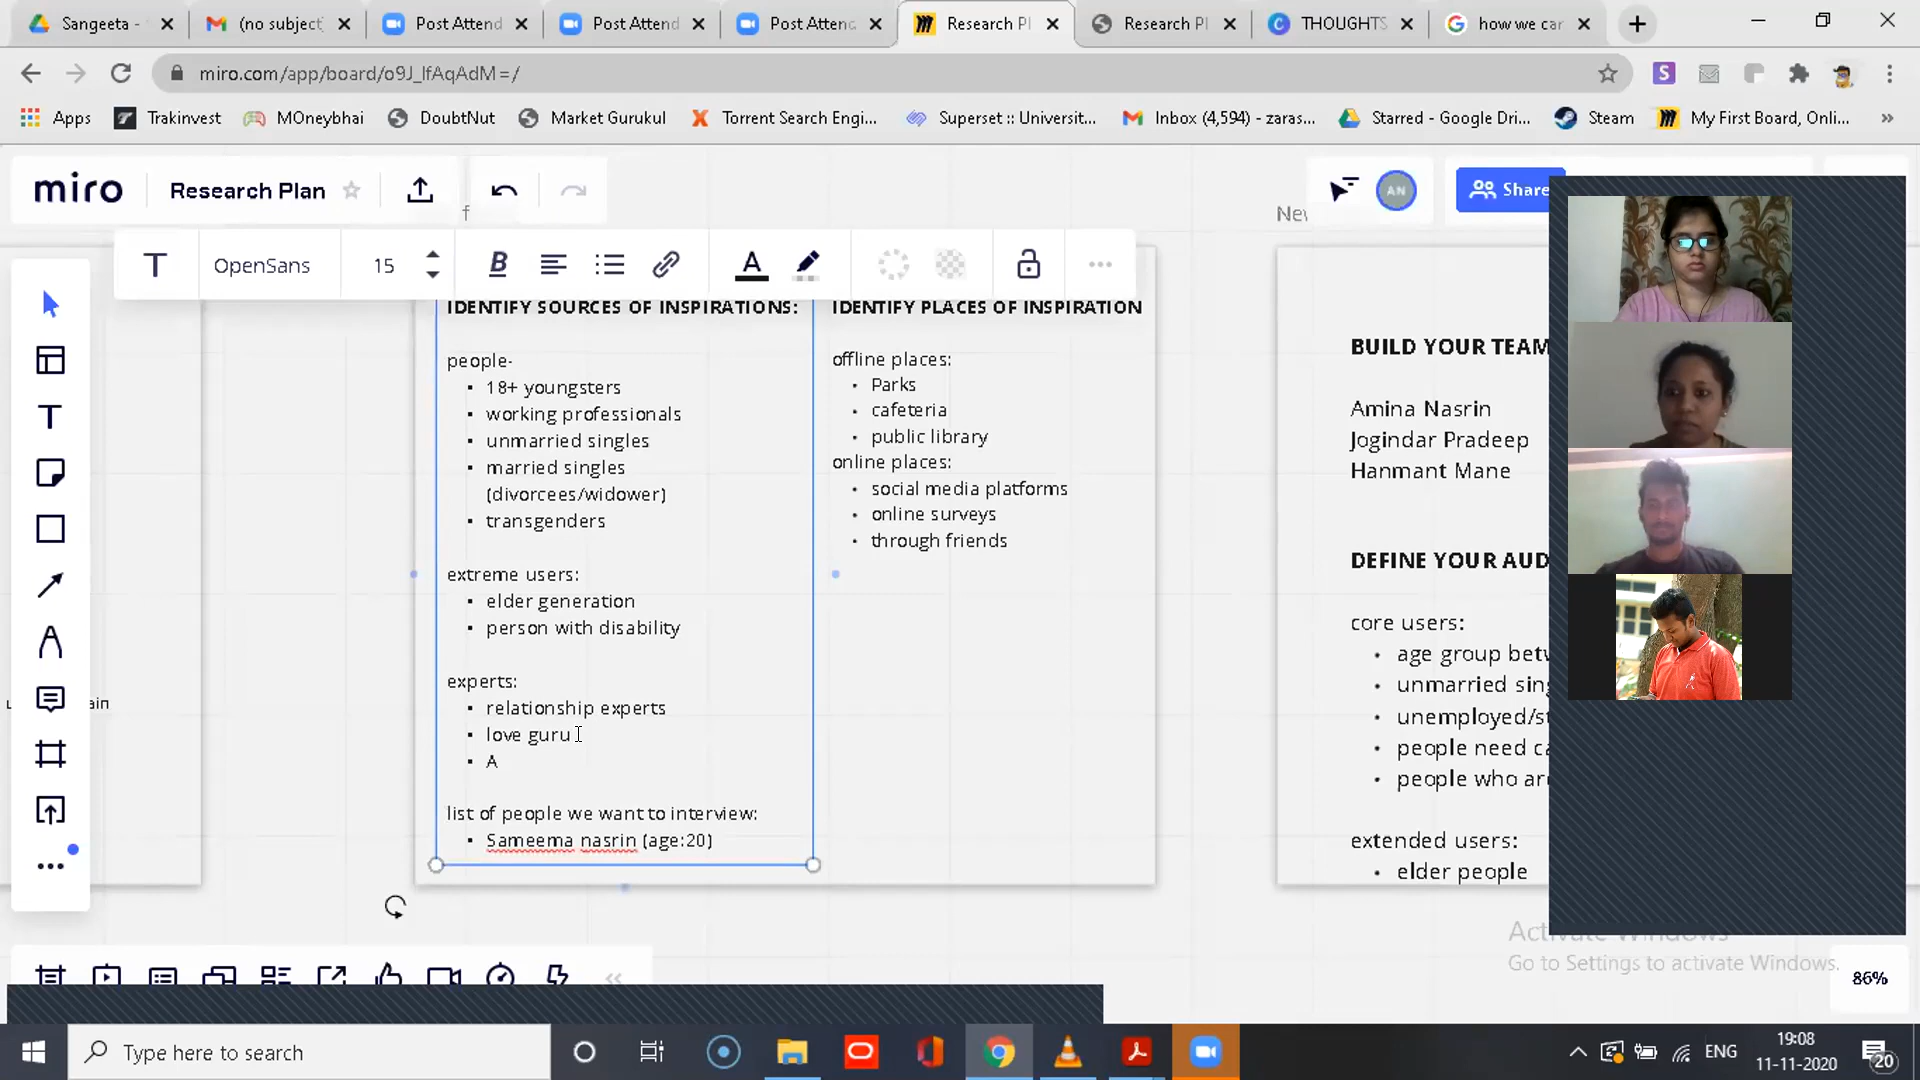 Sangeeta -
(no subject
Post Attend
Post Attend
Post Attend
Research Pl
Research Pl
THOUGHTS
how we car
miro.com/app/board/o9J_lfAqAdM=/
Apps
Trakinvest
MOneybhai
DoubtNut
Market Gurukul
Torrent Search Engi...
Superset :: Universit...
Inbox (4,594) - zaras...
Starred - Google Dri...
Steam
My First Board, Onli...
»
miro
Research Plan
AN
Share
f
Nev
T
OpenSans
15
B
A
IDENTIFY SOURCES OF INSPIRATIONS:
people-
▪ 18+ youngsters
▪ working professionals
▪ unmarried singles
▪ married singles
(divorcees/widower)
▪ transgenders
extreme users:
▪ elder generation
▪ person with disability
experts:
▪ relationship experts
▪ love guru
▪ A
list of people we want to interview:
▪ Sameema nasrin (age:20)
IDENTIFY PLACES OF INSPIRATION
offline places:
• Parks
• cafeteria
• public library
online places:
• social media platforms
• online surveys
• through friends
BUILD YOUR TEAM
Amina Nasrin
Jogindar Pradeep
Hanmant Mane
DEFINE YOUR AUD
core users:
• age group betw
• unmarried sin
• unemployed/st
• people need ca
• people who are
extended users:
• elder people
ain
Go to Settings to activate Windows.
86%
Type here to search
ENG
19:08
11-11-2020
20